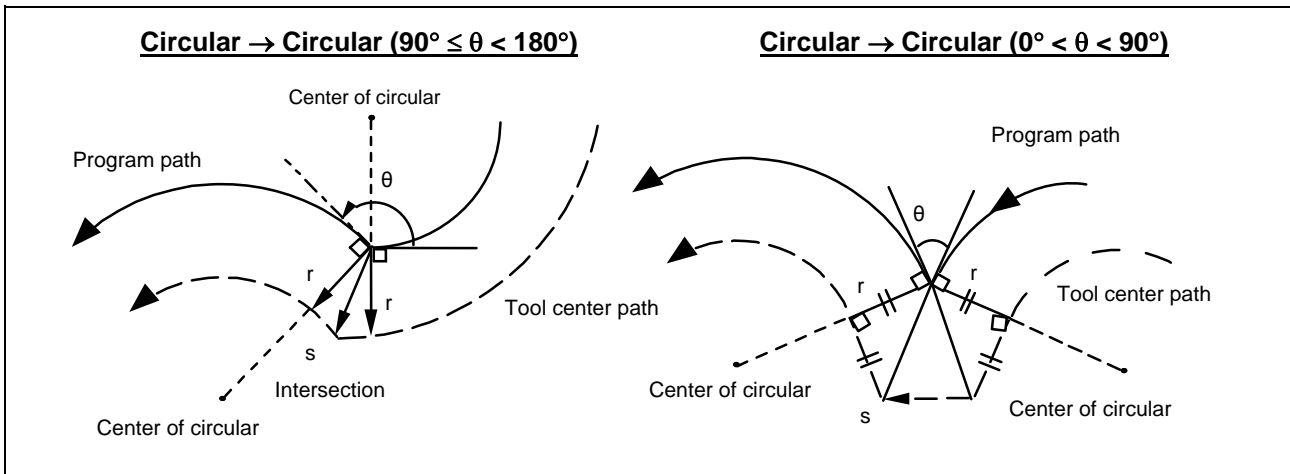 Circular → Circular (90° ≤ θ < 180°)
Center of circular
Program path
θ
r
r
Tool center path
s
Intersection
Center of circular
Circular → Circular (0° < θ < 90°)
Program path
θ
r
r
Tool center path
Center of circular
s
Center of circular